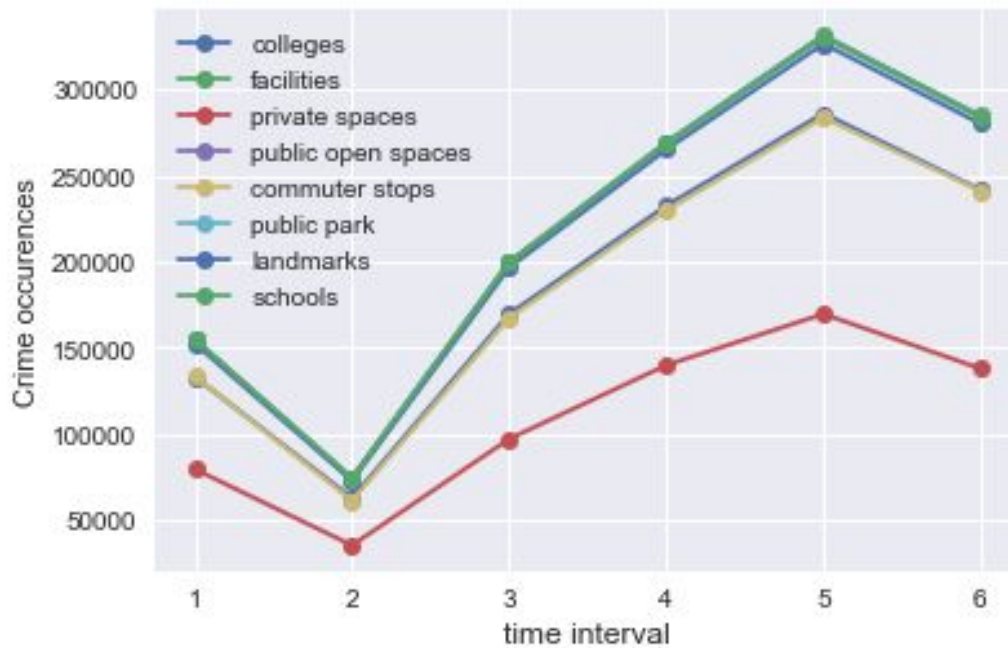 colleges
facilities
private spaces
public open spaces
commuter stops
public park
landmarks
schools
300000
250000
200000
150000
100000
50000
Crime occurences
1 2 3 4 5 6
time interval